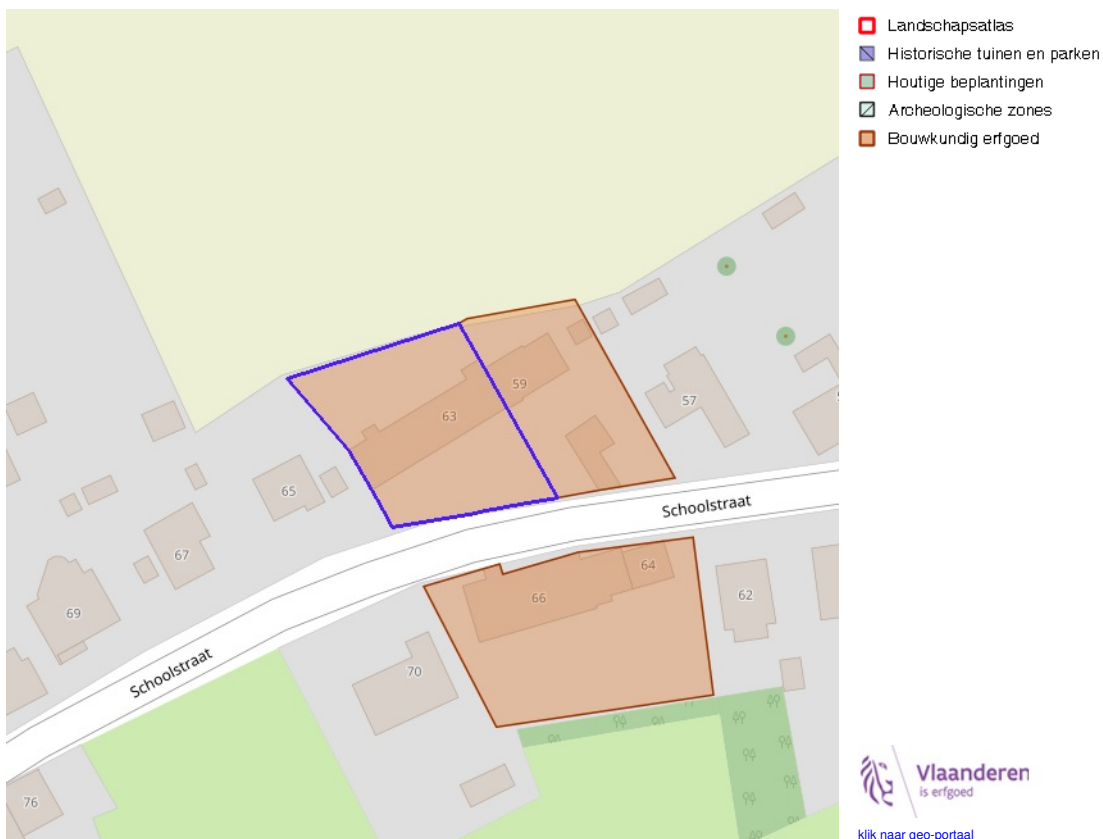 Landschapsatlas
Historische tuinen en parken
Houtige beplantingen
Archeologische zones
Bouwkundig erfgoed
59
63
57
65
Schoolstraat
67
64
66
62
69
70
Schoolstraat
76
Vlaanderen
is erfgoed
klik naar geo-portaal